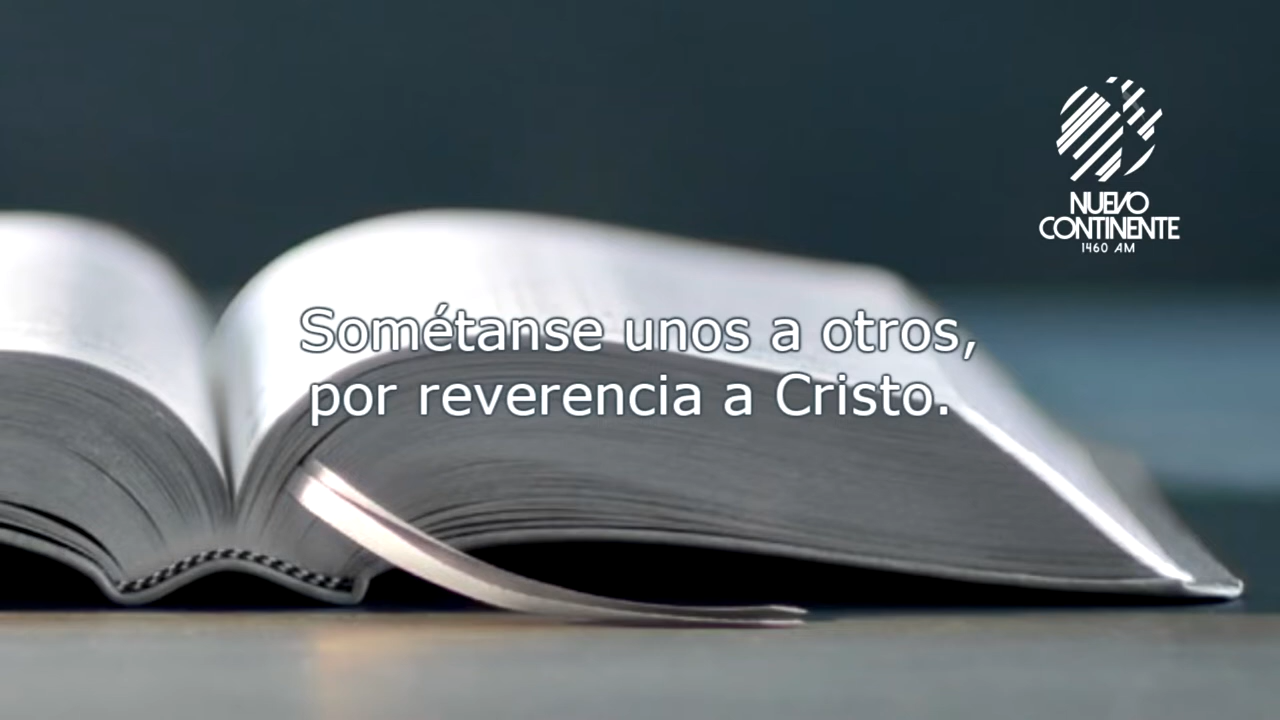 NUEVO
CONTINENTE
1460 AM
Sométanse unos a otros,
por reverencia a Cristo.